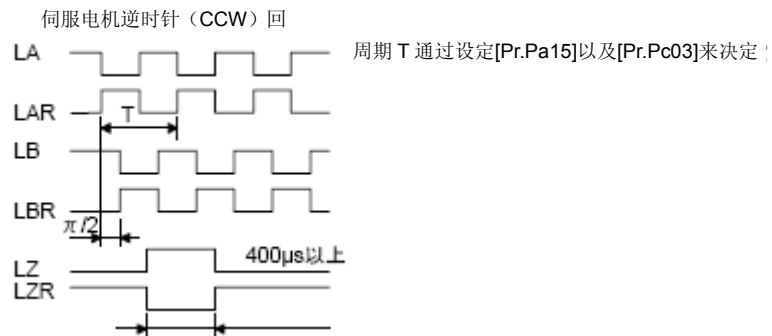 伺服电机逆时针（CCW）回
LA
周期 T 通过设定[Pr.Pa15]以及[Pr.Pc03]来决定
LAR
T
LB
LBR
π/2
400μs以上
LZ
LZR